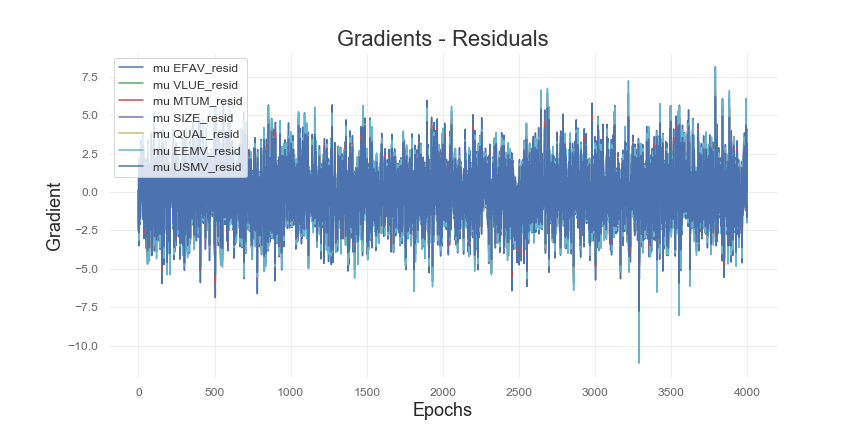 Gradients - Residuals
Gradient
7.5
5.0
2.5
0.0
−2.5
−5.0
−7.5
−10.0
mu EFAV_resid
mu VLUE_resid
mu MTUM_resid
mu SIZE_resid
mu QUAL_resid
mu EEMV_resid
mu USMV_resid
0 500 1000 1500 2000 2500 3000 3500 4000
Epochs